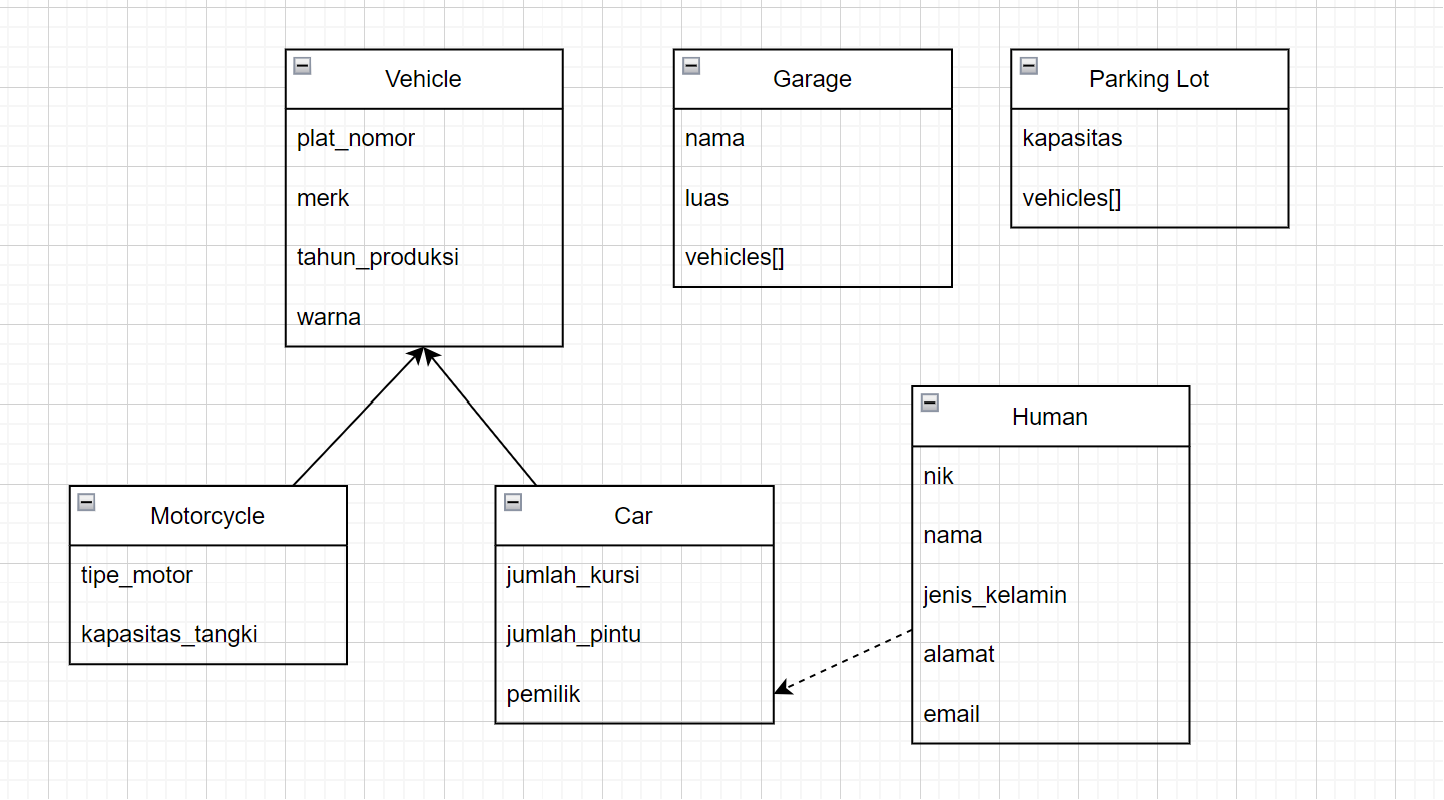 Vehicle
plat_nomor
merk
tahun_produksi
warna
Garage
nama
luas
vehicles[]
Parking Lot
kapasitas
vehicles[]
Motorcycle
tipe_motor
kapasitas_tangki
Car
jumlah_kursi
jumlah_pintu
pemilik
Human
nik
nama
jenis_kelamin
alamat
email